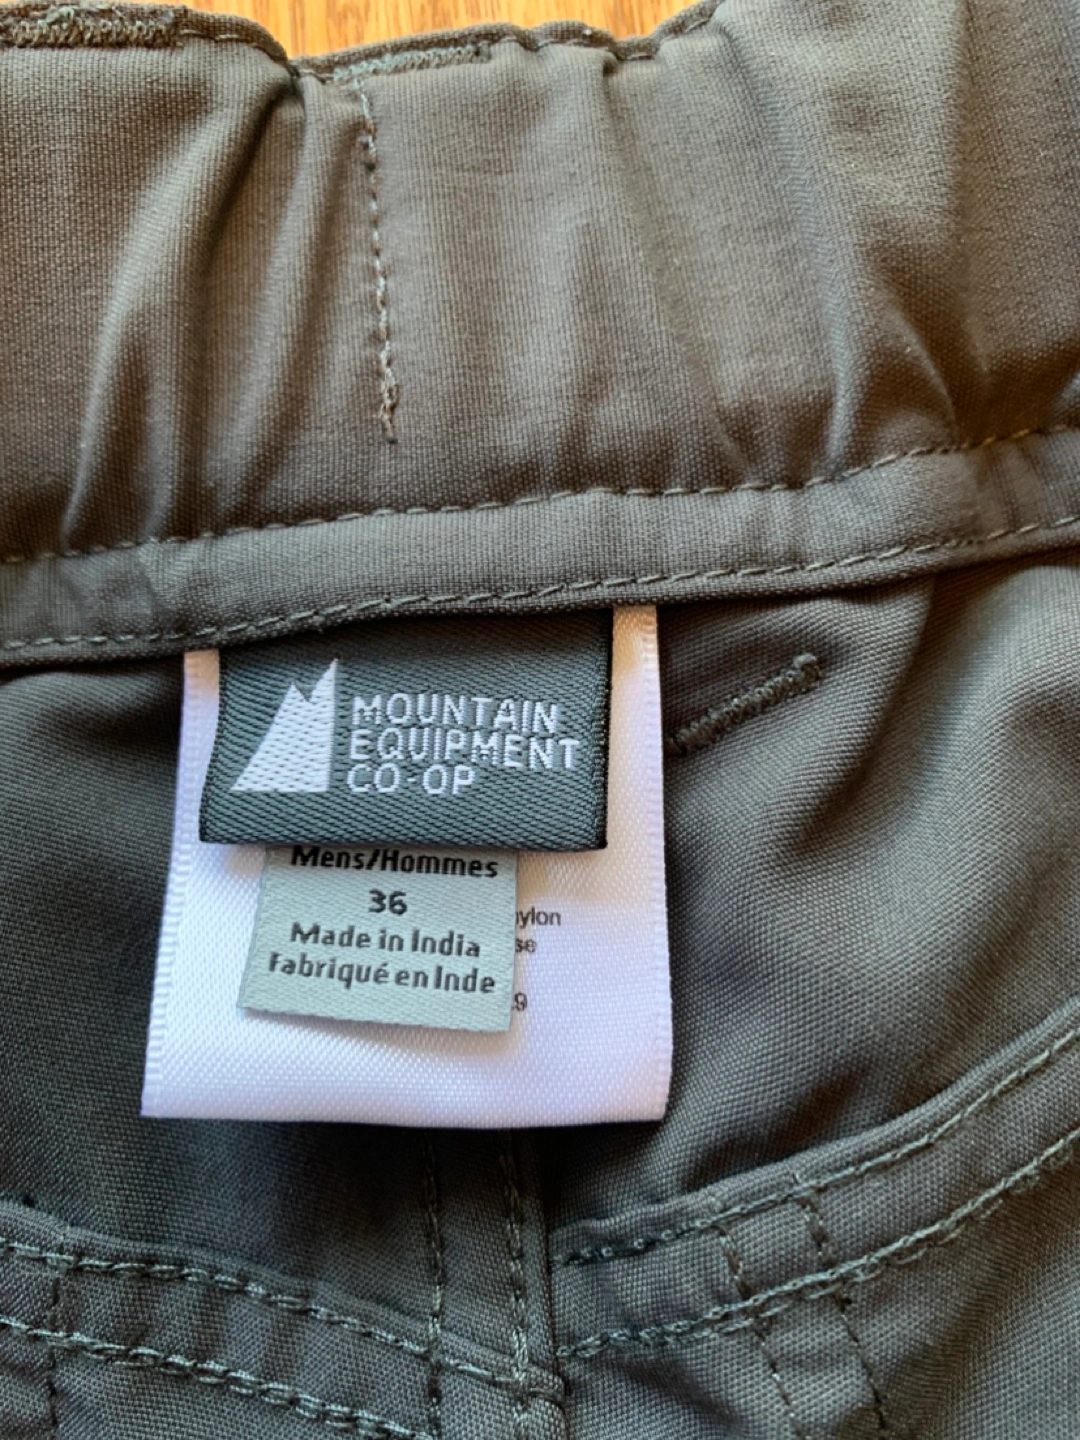 MOUNTAIN
EQUIPMENT
CO-OP
Mens/Hommes
36
Made in India
Fabriqué en Inde